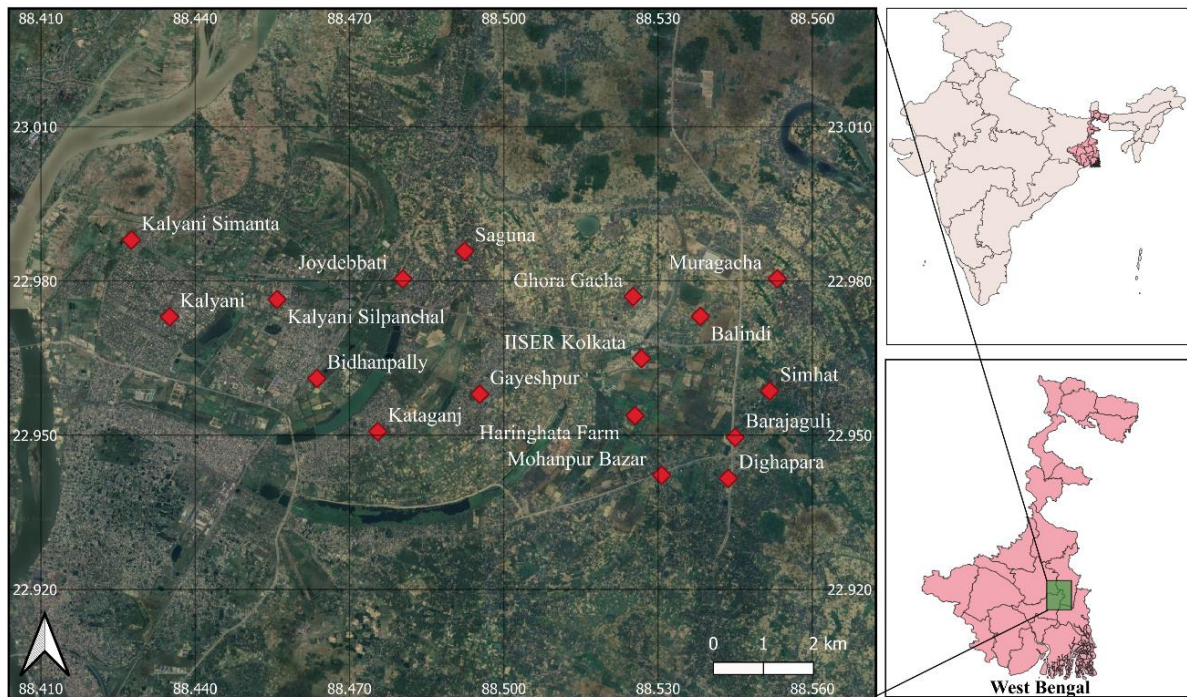 88.410 88.440 88.470 88.500 88.530 88.560
23.010 23.010
Kalyani Simanta
Saguna
Joydebbati
Ghora Gacha
Muragacha
22.980 22.980
Kalyani
Kalyani Silpanchal
Balindi
IISER Kolkata
Bidhanpally
Gayeshpur
Simhat
Kataganj
Haringhata Farm
Barajaguli
22.950 22.950
Mohanpur Bazar
Dighapara
22.920 22.920
0 1 2 km
88.410 88.440 88.470 88.500 88.530 88.560
West Bengal